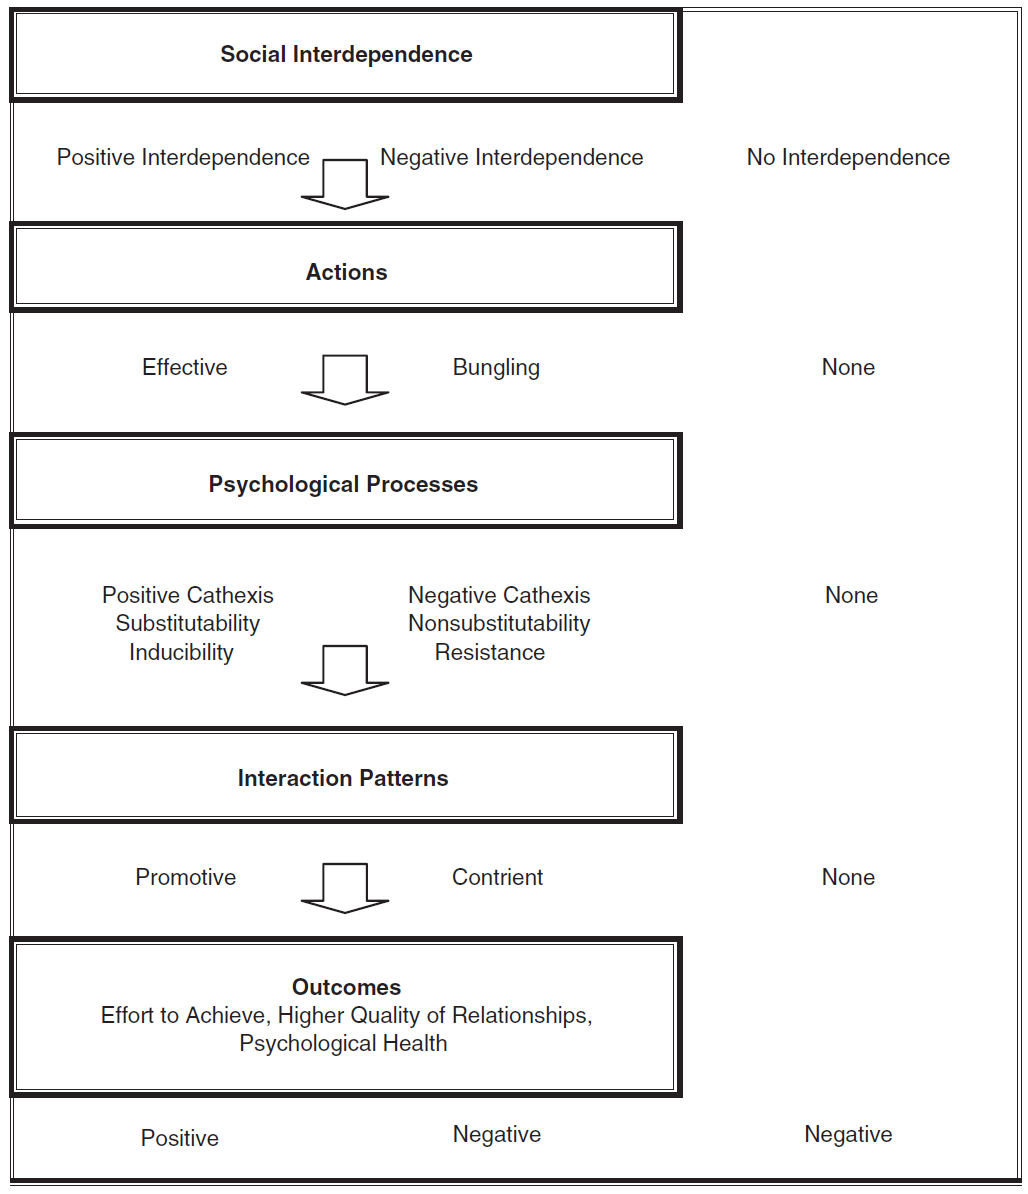 Social Interdependence
Positive Interdependence Negative Interdependence No Interdependence
Actions
Effective Bungling None
Psychological Processes
Positive Cathexis Negative Cathexis None
Substitutability Nonsubstitutability
Inducibility Resistance
Interaction Patterns
Promotive Contrient None
Outcomes
Effort to Achieve, Higher Quality of Relationships,
Psychological Health
Positive Negative Negative